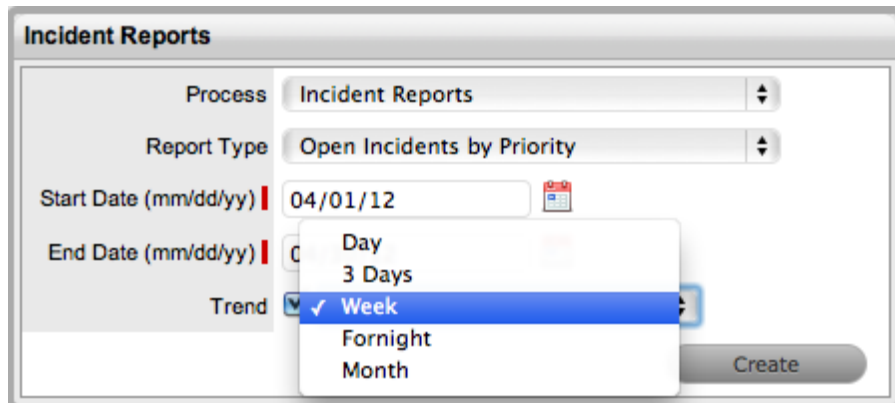 Incident Reports
Process Incident Reports
Report Type Open Incidents by Priority
Start Date (mm/dd/yy) 04/01/12
End Date (mm/dd/yy)
Day
3 Days
Trend ✓ Week
Fornight
Month
Create